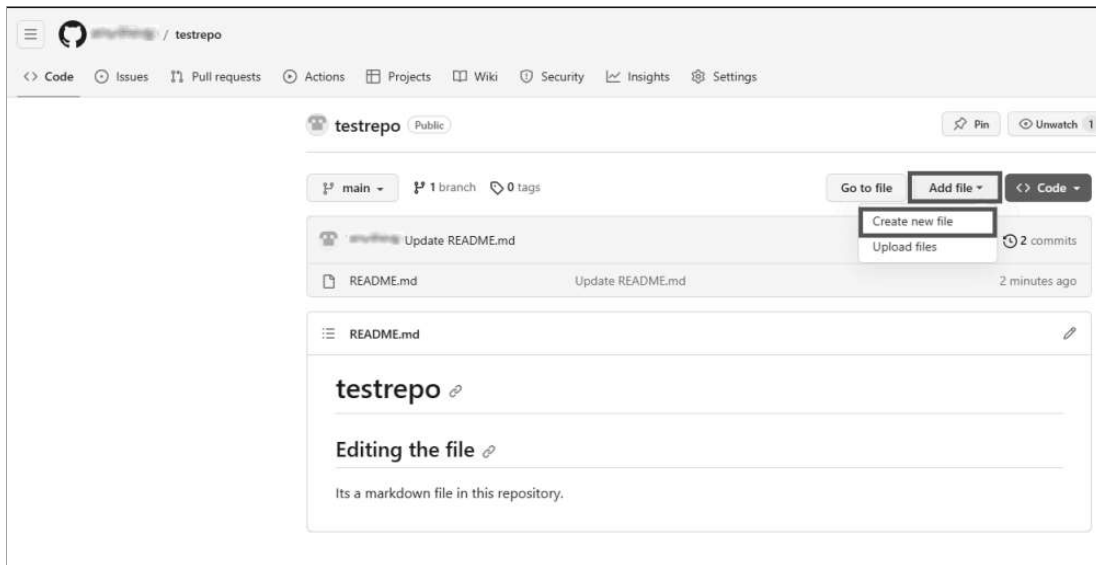 / testrepo
Code Issues Pull requests Actions Projects Wiki Security Insights Settings
testrepo Public Pin Unwatch 1
main 1 branch 0 tags Go to file Add file Code
Create new file
Update README.md 2 commits
Upload files
README.md Update README.md 2 minutes ago
README.md
testrepo
Editing the file
Its a markdown file in this repository.